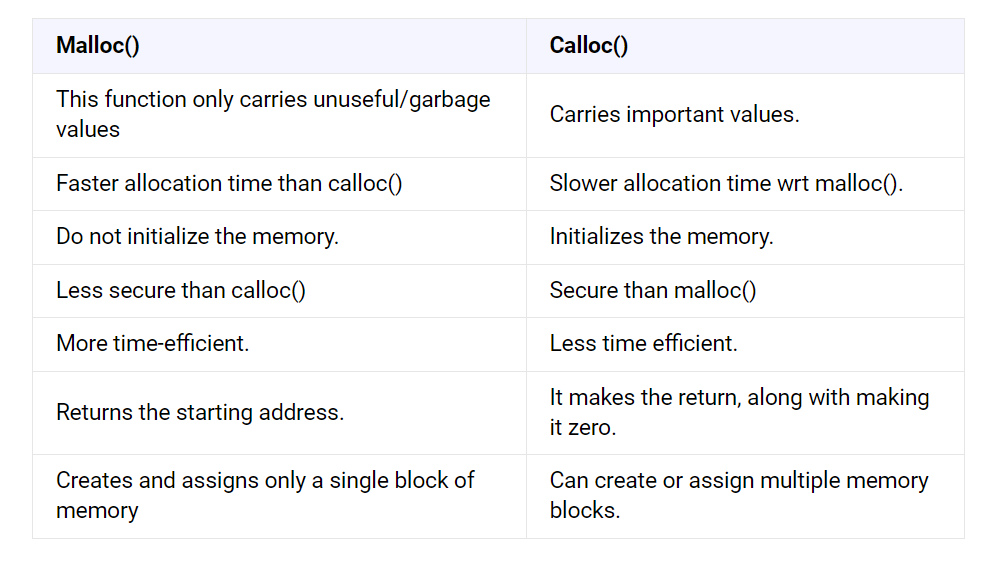 Malloc()
Calloc()
This function only carries unuseful/garbage
values
Carries important values.
Faster allocation time than calloc()
Slower allocation time wrt malloc().
Do not initialize the memory.
Initializes the memory.
Less secure than calloc()
Secure than malloc()
More time-efficient.
Less time efficient.
Returns the starting address.
It makes the return, along with making
it zero.
Creates and assigns only a single block of
memory
Can create or assign multiple memory
blocks.